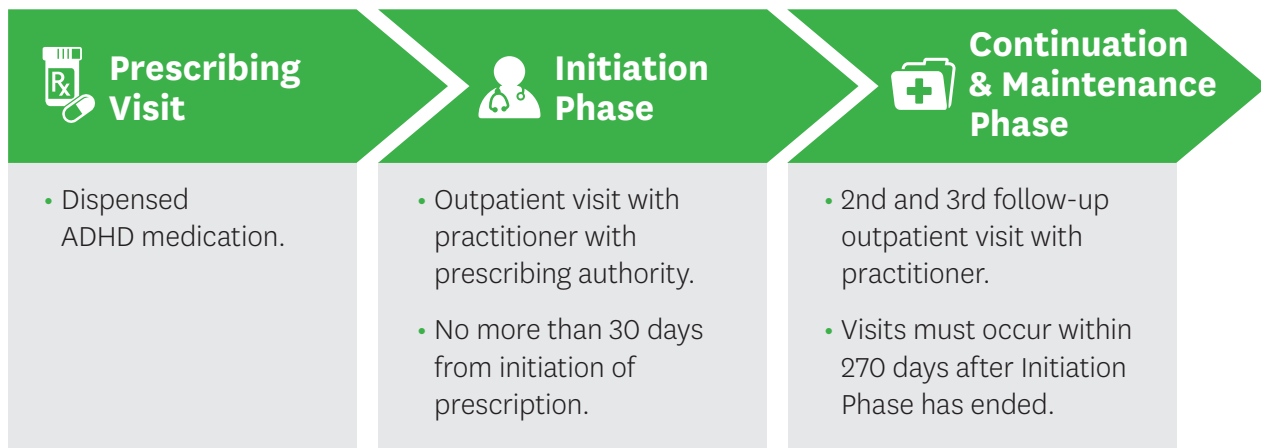 Rx
Prescribing
Visit
• Dispensed
ADHD medication.
Initiation
Phase
• Outpatient visit with
practitioner with
prescribing authority.
• No more than 30 days
from initiation of
prescription.
Continuation
& Maintenance
Phase
• 2nd and 3rd follow-up
outpatient visit with
practitioner.
• Visits must occur within
270 days after Initiation
Phase has ended.